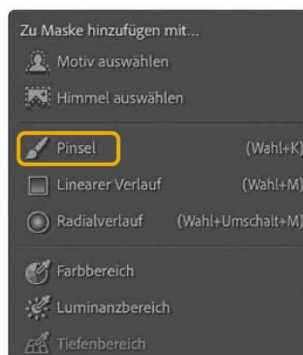 Zu Maske hinzufügen mit...
Motiv auswählen
Himmel auswählen
Pinsel (Wahl+K)
Linearer Verlauf (Wahl+M)
Radialverlauf (Wahl+Umschalt+M)
Farbbereich
Luminanzbereich
Tiefenbereich